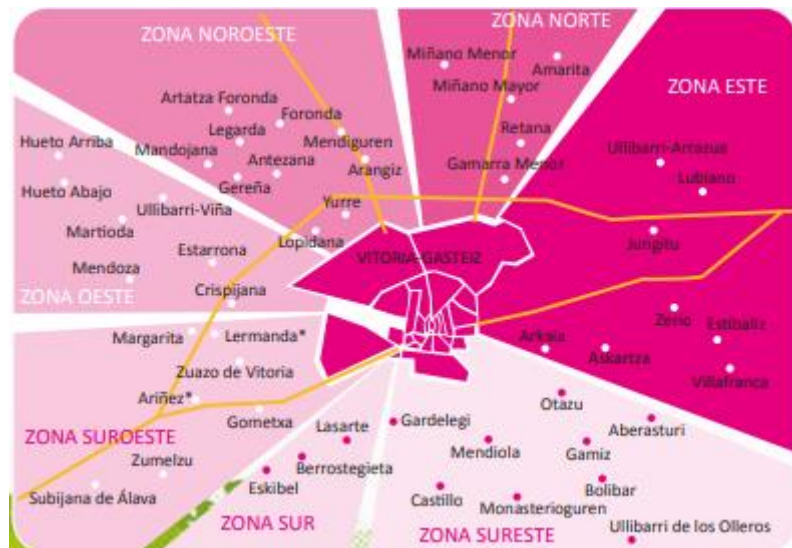 ZONA NOROESTE
ZONA NORTE
Miñano Menor
Amarita
Miñano Mayor
ZONA ESTE
Artatza Foronda
Foronda
Legarda
Mendiguren
Retana
Hueto Arriba
Mandojana
Antezana
Arangiz
Gamarra Menor
Ullibarri-Arrazua
Hueto Abajo
Gereña
Lubiano
Ullibarri-Viña
Yurre
Martioda
Lopidana
Jungitu
Estarrona
VITORIA-GASTEIZ
Mendoza
ZONA OESTE
Crispijana
Margarita
Lermanda*
Zerio
Estibaliz
Arkaia
Askartza
Zuazo de Vitoria
Villafranca
Ariñez*
Otazu
Gometxa
Lasarte
Gardelegi
Aberasturi
ZONA SUROESTE
Mendiola
Gamiz
Zumelzu
Berrostegieta
Subijana de Álava
Eskibel
Castillo
Bolibar
Monasterioguren
ZONA SUR
ZONA SURESTE
Ullibarri de los Olleros